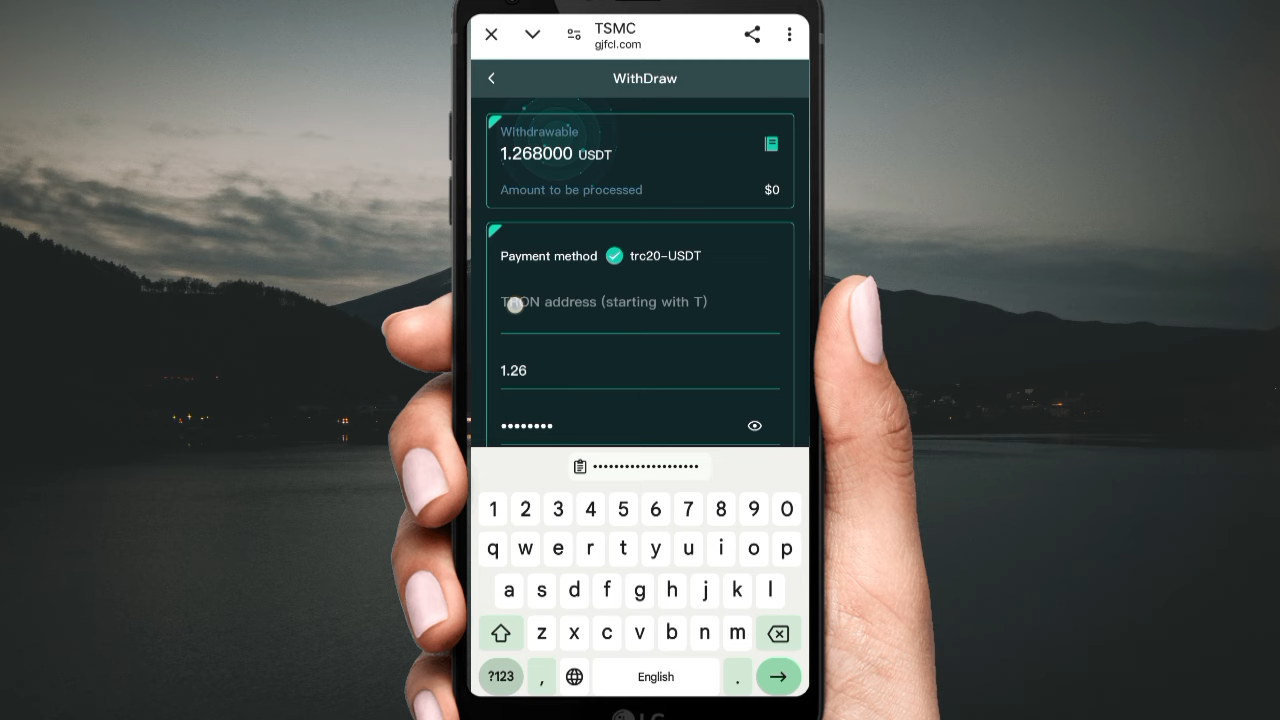 TSMC
gjfcl.com
WithDraw
Withdrawable
1.268000 USDT
Amount to be processed $0
Payment method trc20-USDT
TRON address (starting with T)
1.26
••••••••
••••••••••••••••••••
1 2 3 4 5 6 7 8 9 0
q w e r t y u i o p
a s d f g h j k l
z x c v b n m
?123 , English .
LG